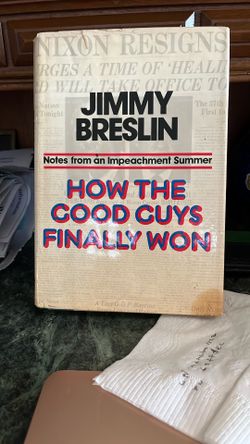 NIXON RESIGNS
RGES A TIME OF 'HEALI
D WILL TAKE OFFICE TO
JIMMY
BRESLIN
Notes from an Impeachment Summer
HOW THE
GOOD GUYS
FINALLY WON